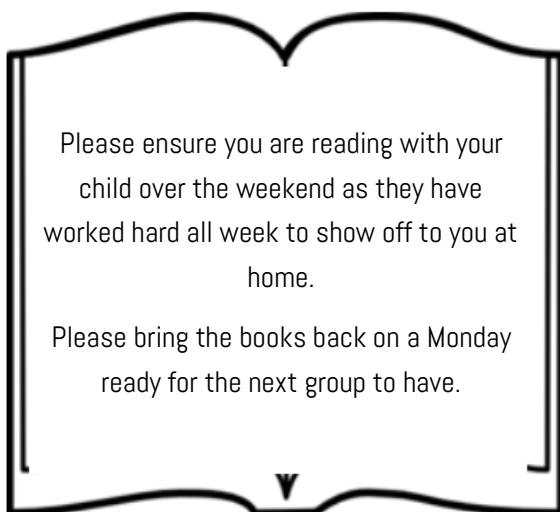 Please ensure you are reading with your
child over the weekend as they have
worked hard all week to show off to you at
home.
Please bring the books back on a Monday
ready for the next group to have.